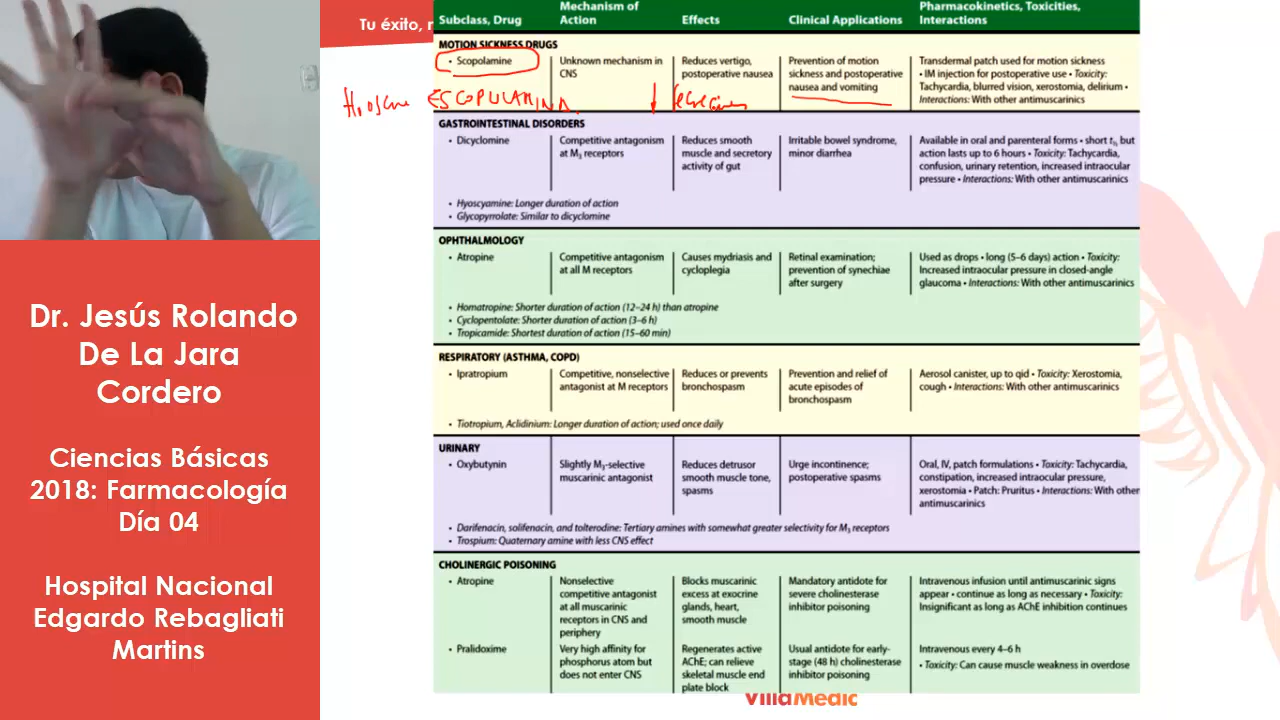 Tu éxito, n
Subclass, Drug
Mechanism of Action
Effects
Clinical Applications
Pharmacokinetics, Toxicities, Interactions
MOTION SICKNESS DRUGS
• Scopolamine
Unknown mechanism in
CNS
Reduces vertigo,
postoperative nausea
Prevention of motion
sickness and postoperative
nausea and vomiting
Transdermal patch used for motion sickness
• IM injection for postoperative use • Toxicity:
Tachycardia, blurred vision, xerostomia, delirium •
Interactions: With other antimuscarinics
ESCOPOLAMINA
GASTROINTESTINAL DISORDERS
• Dicyclomine
Competitive antagonism
at M3 receptors
Reduces smooth
muscle and secretory
activity of gut
Irritable bowel syndrome,
minor diarrhea
Available in oral and parenteral forms • short t½ but
action lasts up to 6 hours • Toxicity: Tachycardia,
confusion, urinary retention, increased intraocular
pressure • Interactions: With other antimuscarinics
• Hyoscyamine: Longer duration of action
• Glycopyrrolate: Similar to dicyclomine
OPHTHALMOLOGY
• Atropine
Competitive antagonism
at all M receptors
Causes mydriasis and
cycloplegia
Retinal examination;
prevention of synechiae
after surgery
Used as drops • long (5–6 days) action • Toxicity:
Increased intraocular pressure in closed-angle
glaucoma • Interactions: With other antimuscarinics
• Homatropine: Shorter duration of action (12–24 h) than atropine
• Cyclopentolate: Shorter duration of action (3–6 h)
• Tropicamide: Shortest duration of action (15–60 min)
RESPIRATORY (ASTHMA, COPD)
• Ipratropium
Competitive, nonselective
antagonist at M receptors
Reduces or prevents
bronchospasm
Prevention and relief of
acute episodes of
bronchospasm
Aerosol canister, up to qid • Toxicity: Xerostomia,
cough • Interactions: With other antimuscarinics
• Tiotropium, Aclidinium: Longer duration of action; used once daily
URINARY
• Oxybutynin
Slightly M3-selective
muscarinic antagonist
Reduces detrusor
smooth muscle tone,
spasms
Urge incontinence;
postoperative spasms
Oral, IV, patch formulations • Toxicity: Tachycardia,
constipation, increased intraocular pressure,
xerostomia • Patch: Pruritus • Interactions: With other
antimuscarinics
• Darifenacin, solifenacin, and tolterodine: Tertiary amines with somewhat greater selectivity for M3 receptors
• Trospium: Quaternary amine with less CNS effect
CHOLINERGIC POISONING
• Atropine
Nonselective
competitive antagonist
at all muscarinic
receptors in CNS and
periphery
Blocks muscarinic
excess at exocrine
glands, heart,
smooth muscle
Mandatory antidote for
severe cholinesterase
inhibitor poisoning
Intravenous infusion until antimuscarinic signs
appear • continue as long as necessary • Toxicity:
Insignificant as long as AChE inhibition continues
• Pralidoxime
Very high affinity for
phosphorus atom but
does not enter CNS
Regenerates active
AChE; can relieve
skeletal muscle end
plate block
Usual antidote for early-
stage (48 h) cholinesterase
inhibitor poisoning
Intravenous every 4–6 h
• Toxicity: Can cause muscle weakness in overdose
Dr. Jesús Rolando
De La Jara
Cordero
Ciencias Básicas
2018: Farmacología
Día 04
Hospital Nacional
Edgardo Rebagliati
Martins
VillaMedic